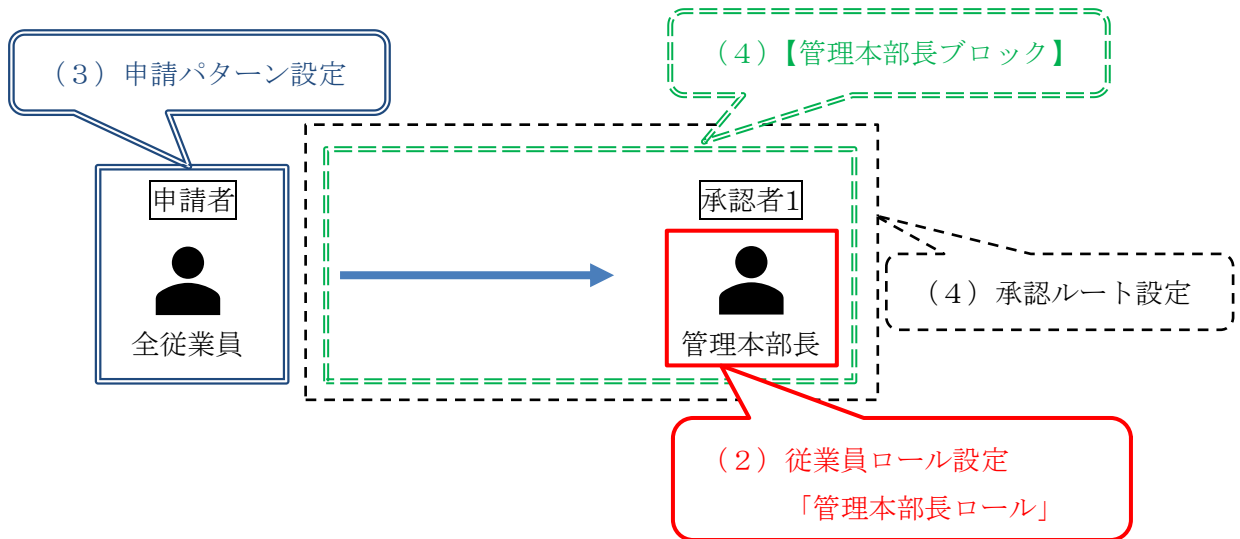 （４）【管理本部長ブロック】
（３）申請パターン設定
申請者
承認者1
（４）承認ルート設定
全従業員
管理本部長
（２）従業員ロール設定
「管理本部長ロール」